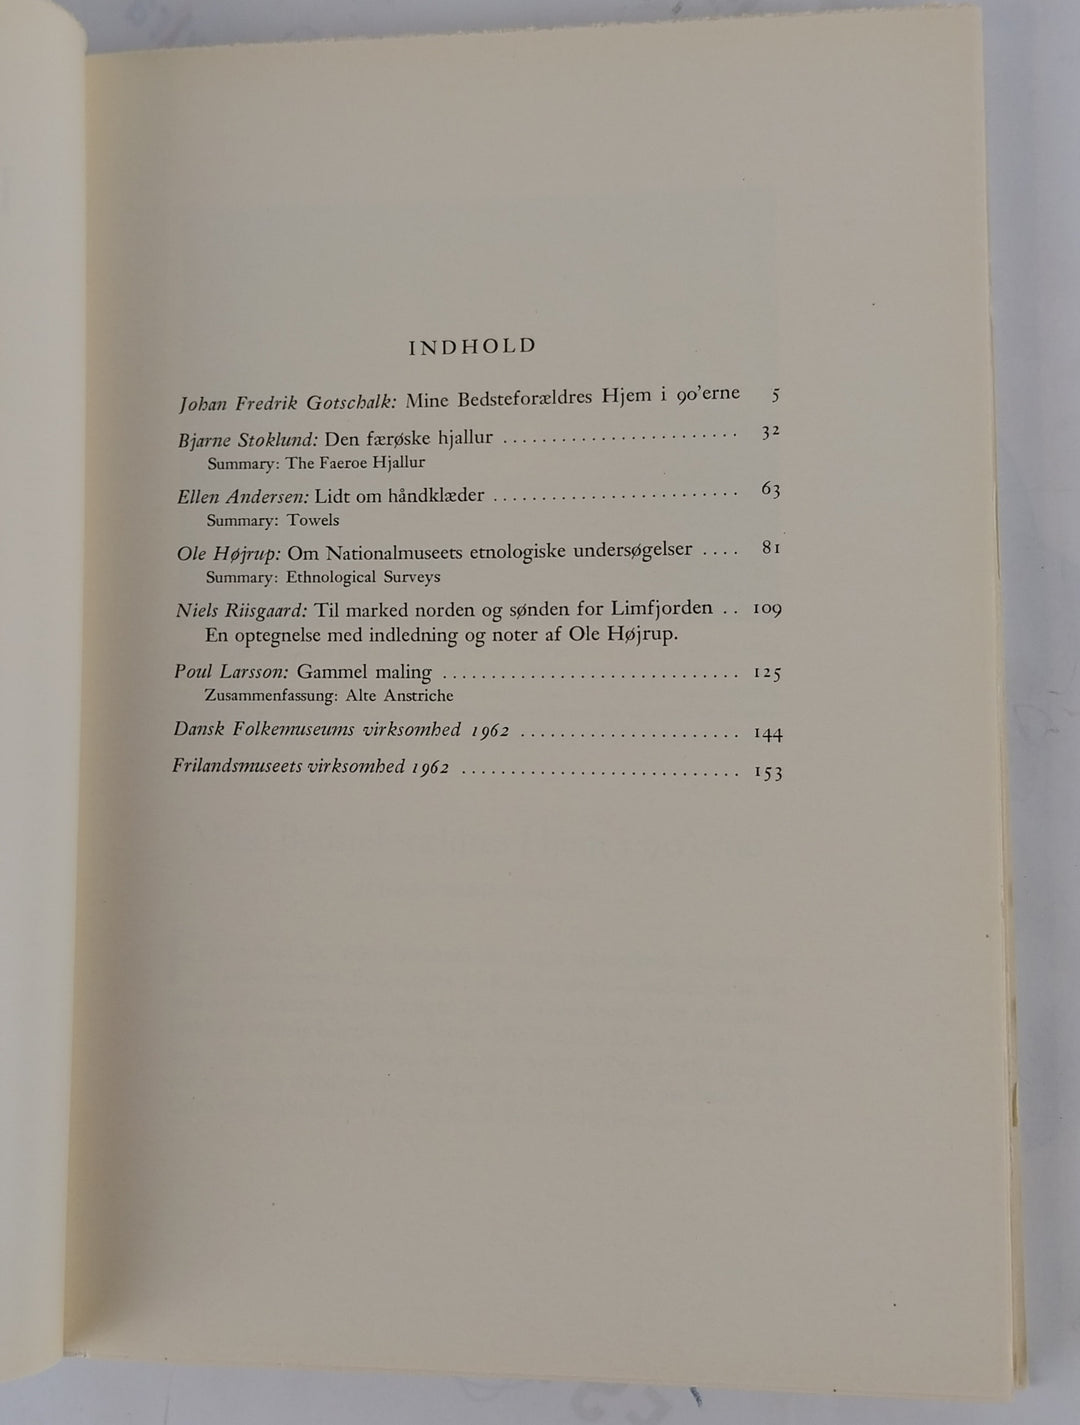 INDHOLD
Johan Fredrik Gotschalk: Mine Bedsteforældres Hjem i 90'erne 5
Bjarne Stoklund: Den færøske hjallur ........................ 32
Summary: The Faeroe Hjallur
Ellen Andersen: Lidt om håndklæder ......................... 63
Summary: Towels
Ole Højrup: Om Nationalmuseets etnologiske undersøgelser .... 81
Summary: Ethnological Surveys
Niels Riisgaard: Til marked norden og sønden for Limfjorden .. 109
En optegnelse med indledning og noter af Ole Højrup.
Poul Larsson: Gammel maling .............................. 125
Zusammenfassung: Alte Anstriche
Dansk Folkemuseums virksomhed 1962 ...................... 144
Frilandsmuseets virksomhed 1962 ............................ 153